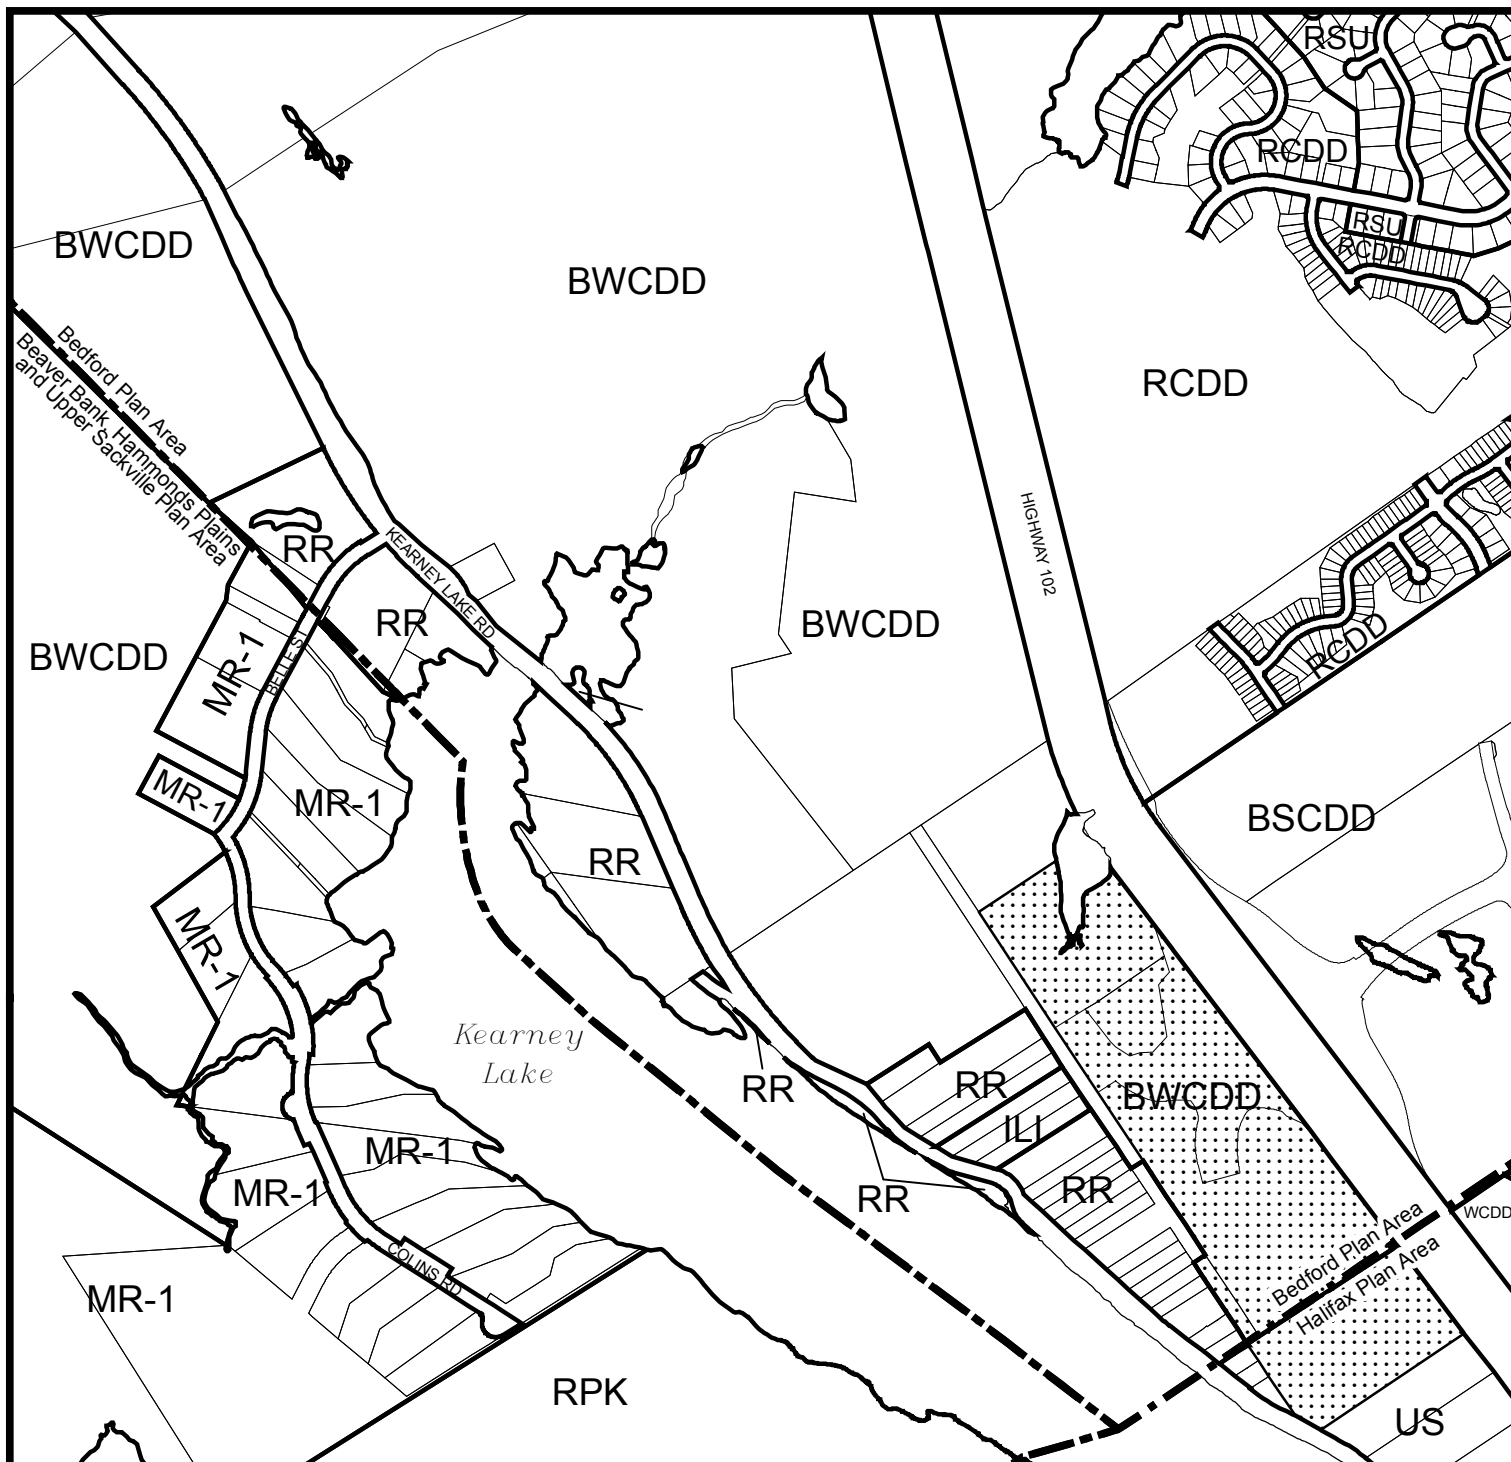 RSU
RCDD
RSU
RCDD
BWCDD
BWCDD
RCDD
Bedford Plan Area
Beaver Bank, Hammonds Plains
and Upper Sackville Plan Area
RR
KEARNEY LAKE RD
HIGHWAY 102
RR
BWCDD
RCDD
BWCDD
MR-1
BELLE ST
MR-1
MR-1
BSCDD
RR
MR-1
Kearney
Lake
RR
RR
BWCDD
ILI
MR-1
MR-1
RR
RR
WCDD
Bedford Plan Area
Halifax Plan Area
COLINS RD
MR-1
RPK
US